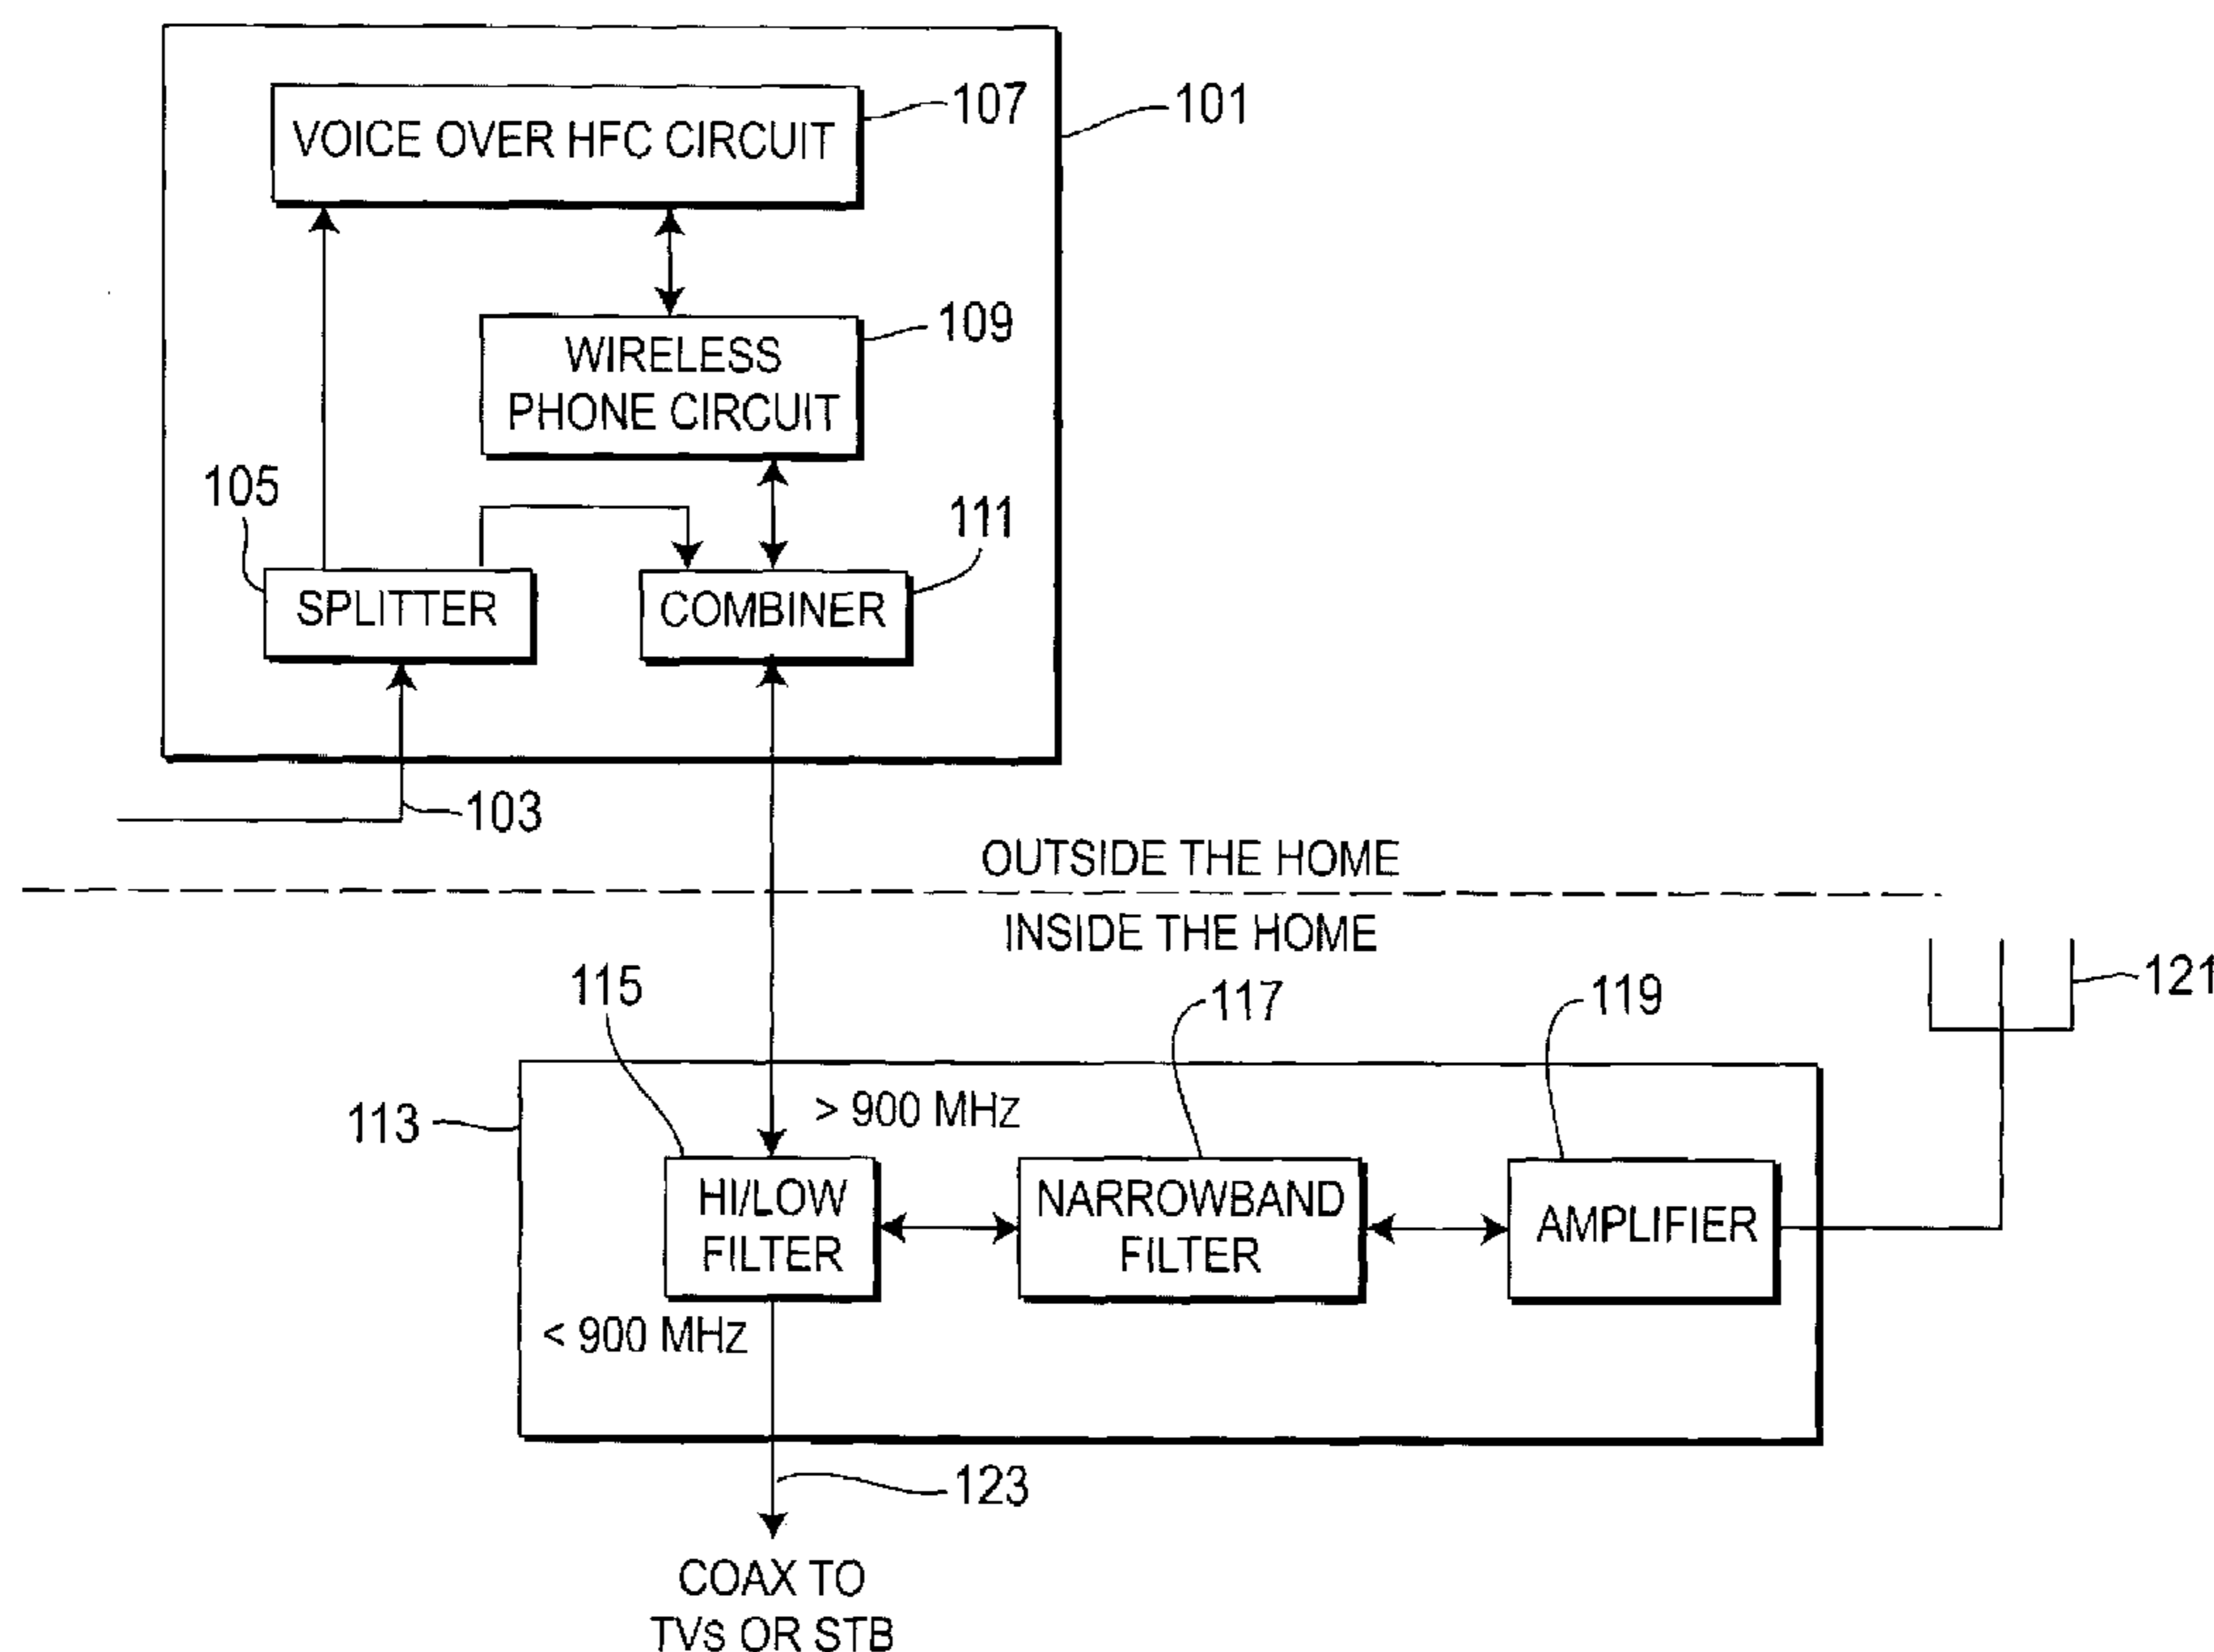 107
101
VOICE OVER HFC CIRCUIT
109
WIRELESS
PHONE CIRCUIT
105
111
SPLITTER
COMBINER
103
OUTSIDE THE HOME
INSIDE THE HOME
115
117
119
121
113
> 900 MHz
HI/LOW
FILTER
NARROWBAND
FILTER
AMPLIFIER
< 900 MHz
123
COAX TO
TVs OR STB